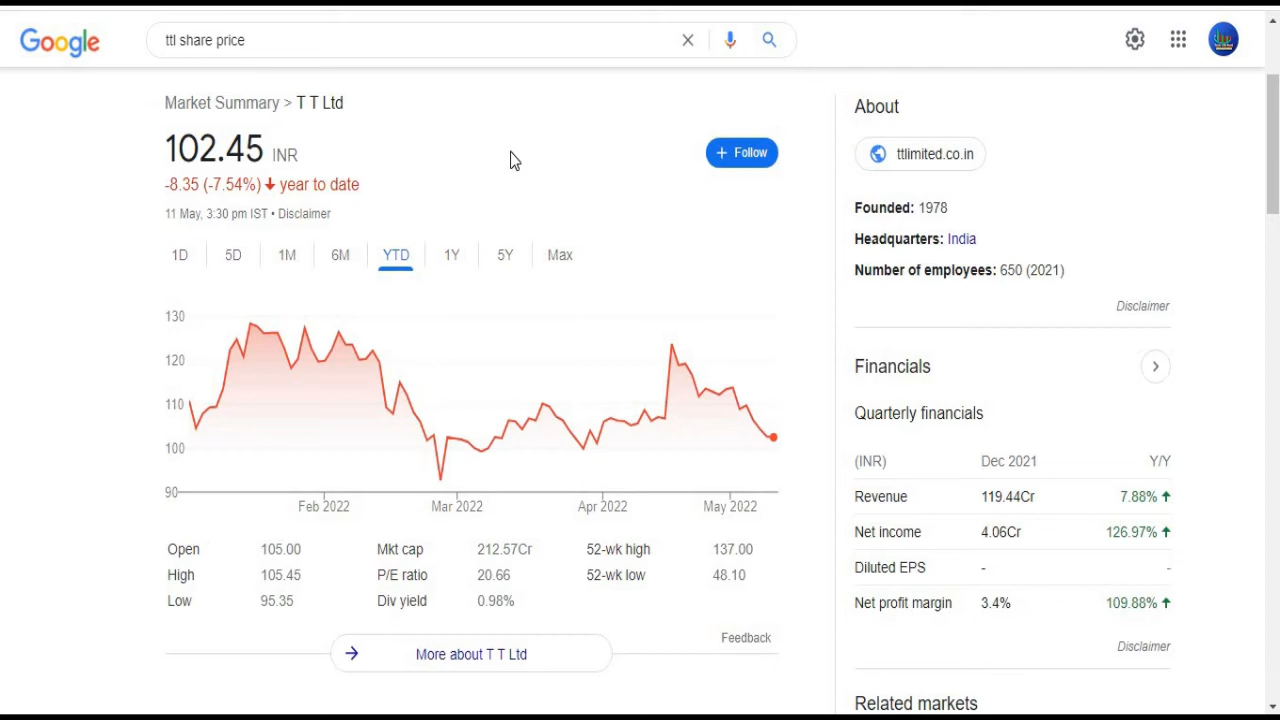 Google
ttl share price
Market Summary > T T Ltd
102.45 INR
+ Follow
-8.35 (-7.54%) ↓ year to date
11 May, 3:30 pm IST • Disclaimer
1D 5D 1M 6M YTD 1Y 5Y Max
130
120
110
100
90
Feb 2022 Mar 2022 Apr 2022 May 2022
Open 105.00 Mkt cap 212.57Cr 52-wk high 137.00
High 105.45 P/E ratio 20.66 52-wk low 48.10
Low 95.35 Div yield 0.98%
Feedback
→ More about T T Ltd
About
ttlimited.co.in
Founded: 1978
Headquarters: India
Number of employees: 650 (2021)
Disclaimer
Financials
Quarterly financials
(INR) Dec 2021 Y/Y
Revenue 119.44Cr 7.88% ↑
Net income 4.06Cr 126.97% ↑
Diluted EPS - -
Net profit margin 3.4% 109.88% ↑
Disclaimer
Related markets